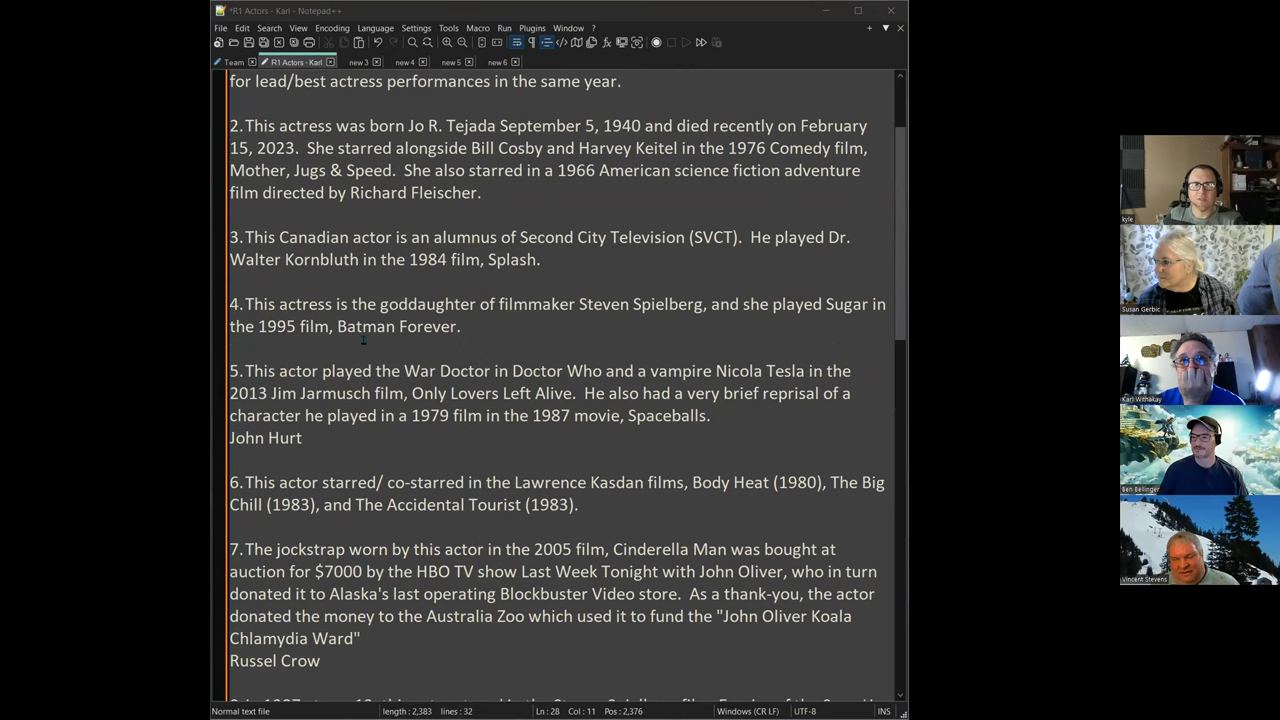 *R1 Actors - Karl - Notepad++
File Edit Search View Encoding Language Settings Tools Macro Run Plugins Window ?
Team R1 Actors - Karl new 3 new 4 new 5 new 6
for lead/best actress performances in the same year.
2.This actress was born Jo R. Tejada September 5, 1940 and died recently on February
15, 2023. She starred alongside Bill Cosby and Harvey Keitel in the 1976 Comedy film,
Mother, Jugs & Speed. She also starred in a 1966 American science fiction adventure
film directed by Richard Fleischer.
3.This Canadian actor is an alumnus of Second City Television (SVCT). He played Dr.
Walter Kornbluth in the 1984 film, Splash.
4.This actress is the goddaughter of filmmaker Steven Spielberg, and she played Sugar in
the 1995 film, Batman Forever.
5.This actor played the War Doctor in Doctor Who and a vampire Nicola Tesla in the
2013 Jim Jarmusch film, Only Lovers Left Alive. He also had a very brief reprisal of a
character he played in a 1979 film in the 1987 movie, Spaceballs.
John Hurt
6.This actor starred/ co-starred in the Lawrence Kasdan films, Body Heat (1980), The Big
Chill (1983), and The Accidental Tourist (1983).
7.The jockstrap worn by this actor in the 2005 film, Cinderella Man was bought at
auction for $7000 by the HBO TV show Last Week Tonight with John Oliver, who in turn
donated it to Alaska's last operating Blockbuster Video store. As a thank-you, the actor
donated the money to the Australia Zoo which used it to fund the "John Oliver Koala
Chlamydia Ward"
Russel Crow
Normal text file length : 2,383 lines : 32 Ln : 28 Col : 11 Pos : 2,376 Windows (CR LF) UTF-8 INS
kyle
Susan Gerbic
Karl Withakay
Ben Bellinger
Vincent Stevens